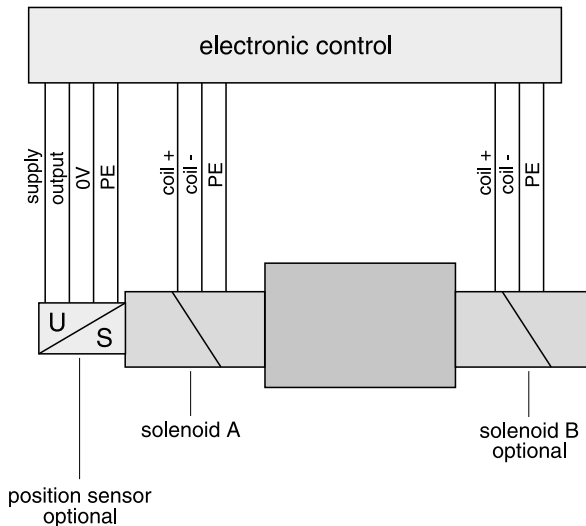 electronic control
supply
output
0V
PE
coil +
coil -
PE
coil +
coil -
PE
U
S
solenoid A
solenoid B
optional
position sensor
optional